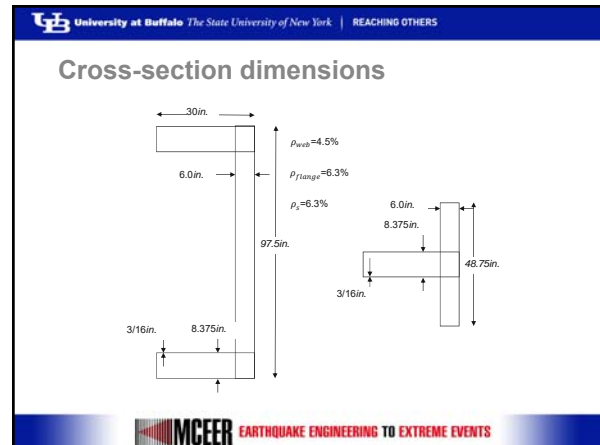 UB University at Buffalo The State University of New York | REACHING OTHERS
Cross-section dimensions
30in.
ρweb=4.5%
6.0in.
ρflange=6.3%
ρs=6.3%
97.5in.
3/16in.
8.375in.
6.0in.
8.375in.
48.75in.
3/16in.
MCEER EARTHQUAKE ENGINEERING TO EXTREME EVENTS